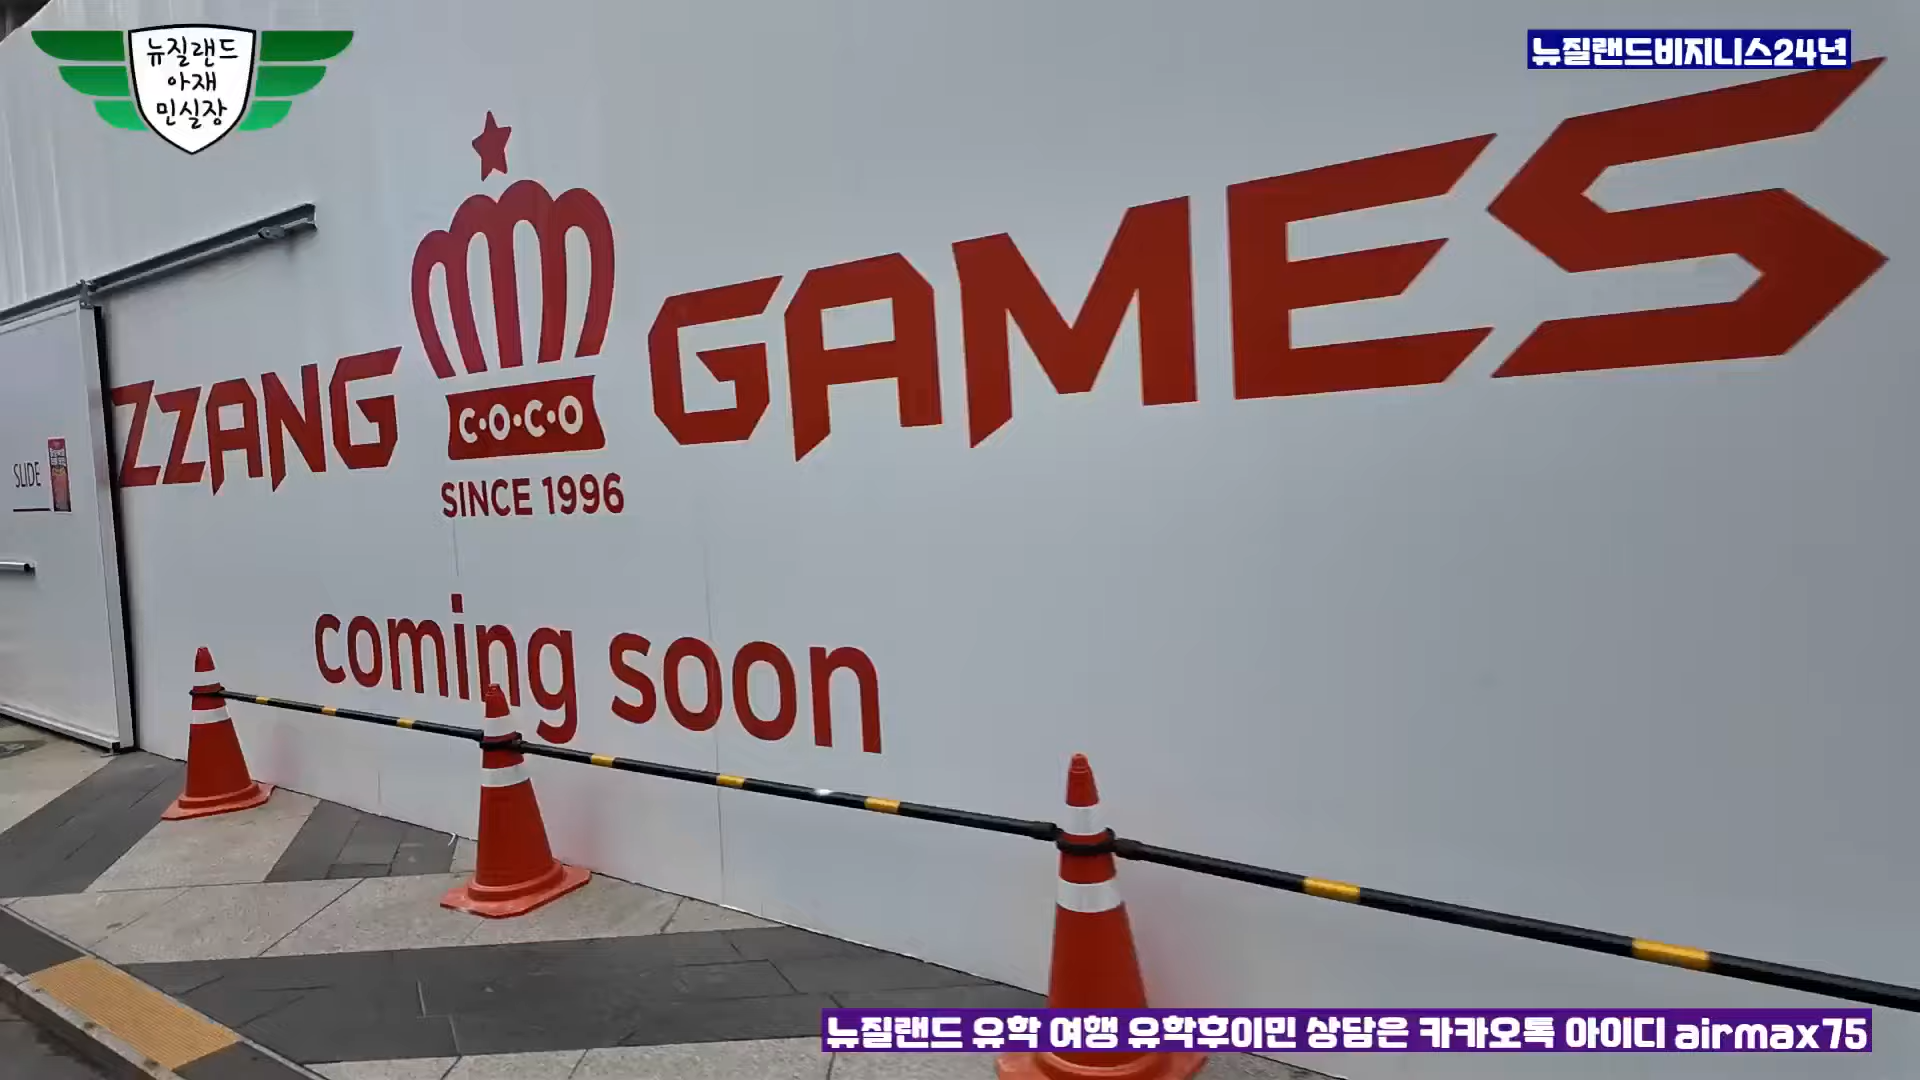 뉴질랜드
아재
민실장
뉴질랜드비지니스24년
ZZANG
C·O·C·O
GAMES
SINCE 1996
SLIDE
coming soon
뉴질랜드 유학 여행 유학후이민 상담은 카카오톡 아이디 airmax75